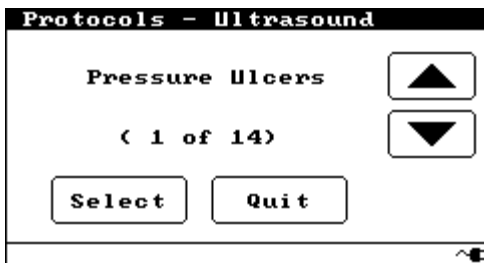 Protocols - Ultrasound
Pressure Ulcers
( 1 of 14)
Select Quit